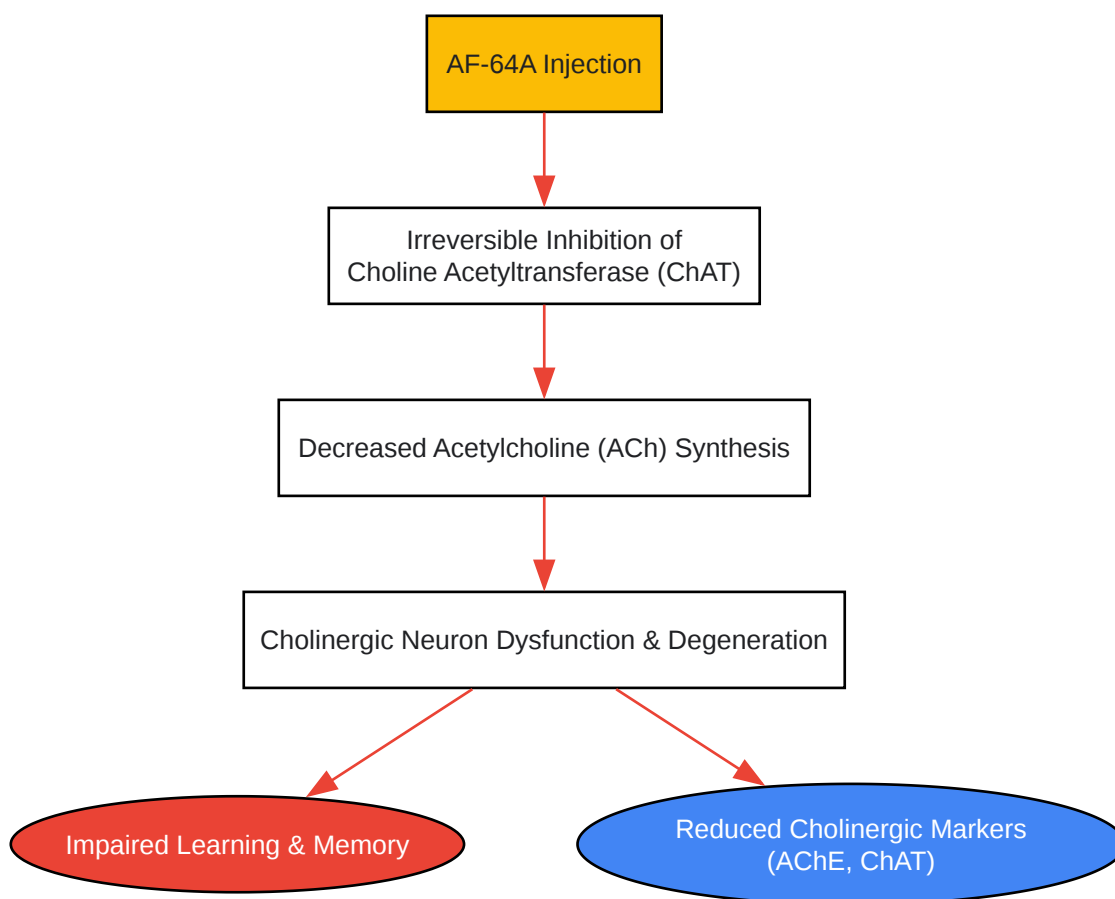 AF-64A Injection
Irreversible Inhibition of
Choline Acetyltransferase (ChAT)
Decreased Acetylcholine (ACh) Synthesis
Cholinergic Neuron Dysfunction & Degeneration
Impaired Learning & Memory
Reduced Cholinergic Markers
(AChE, ChAT)